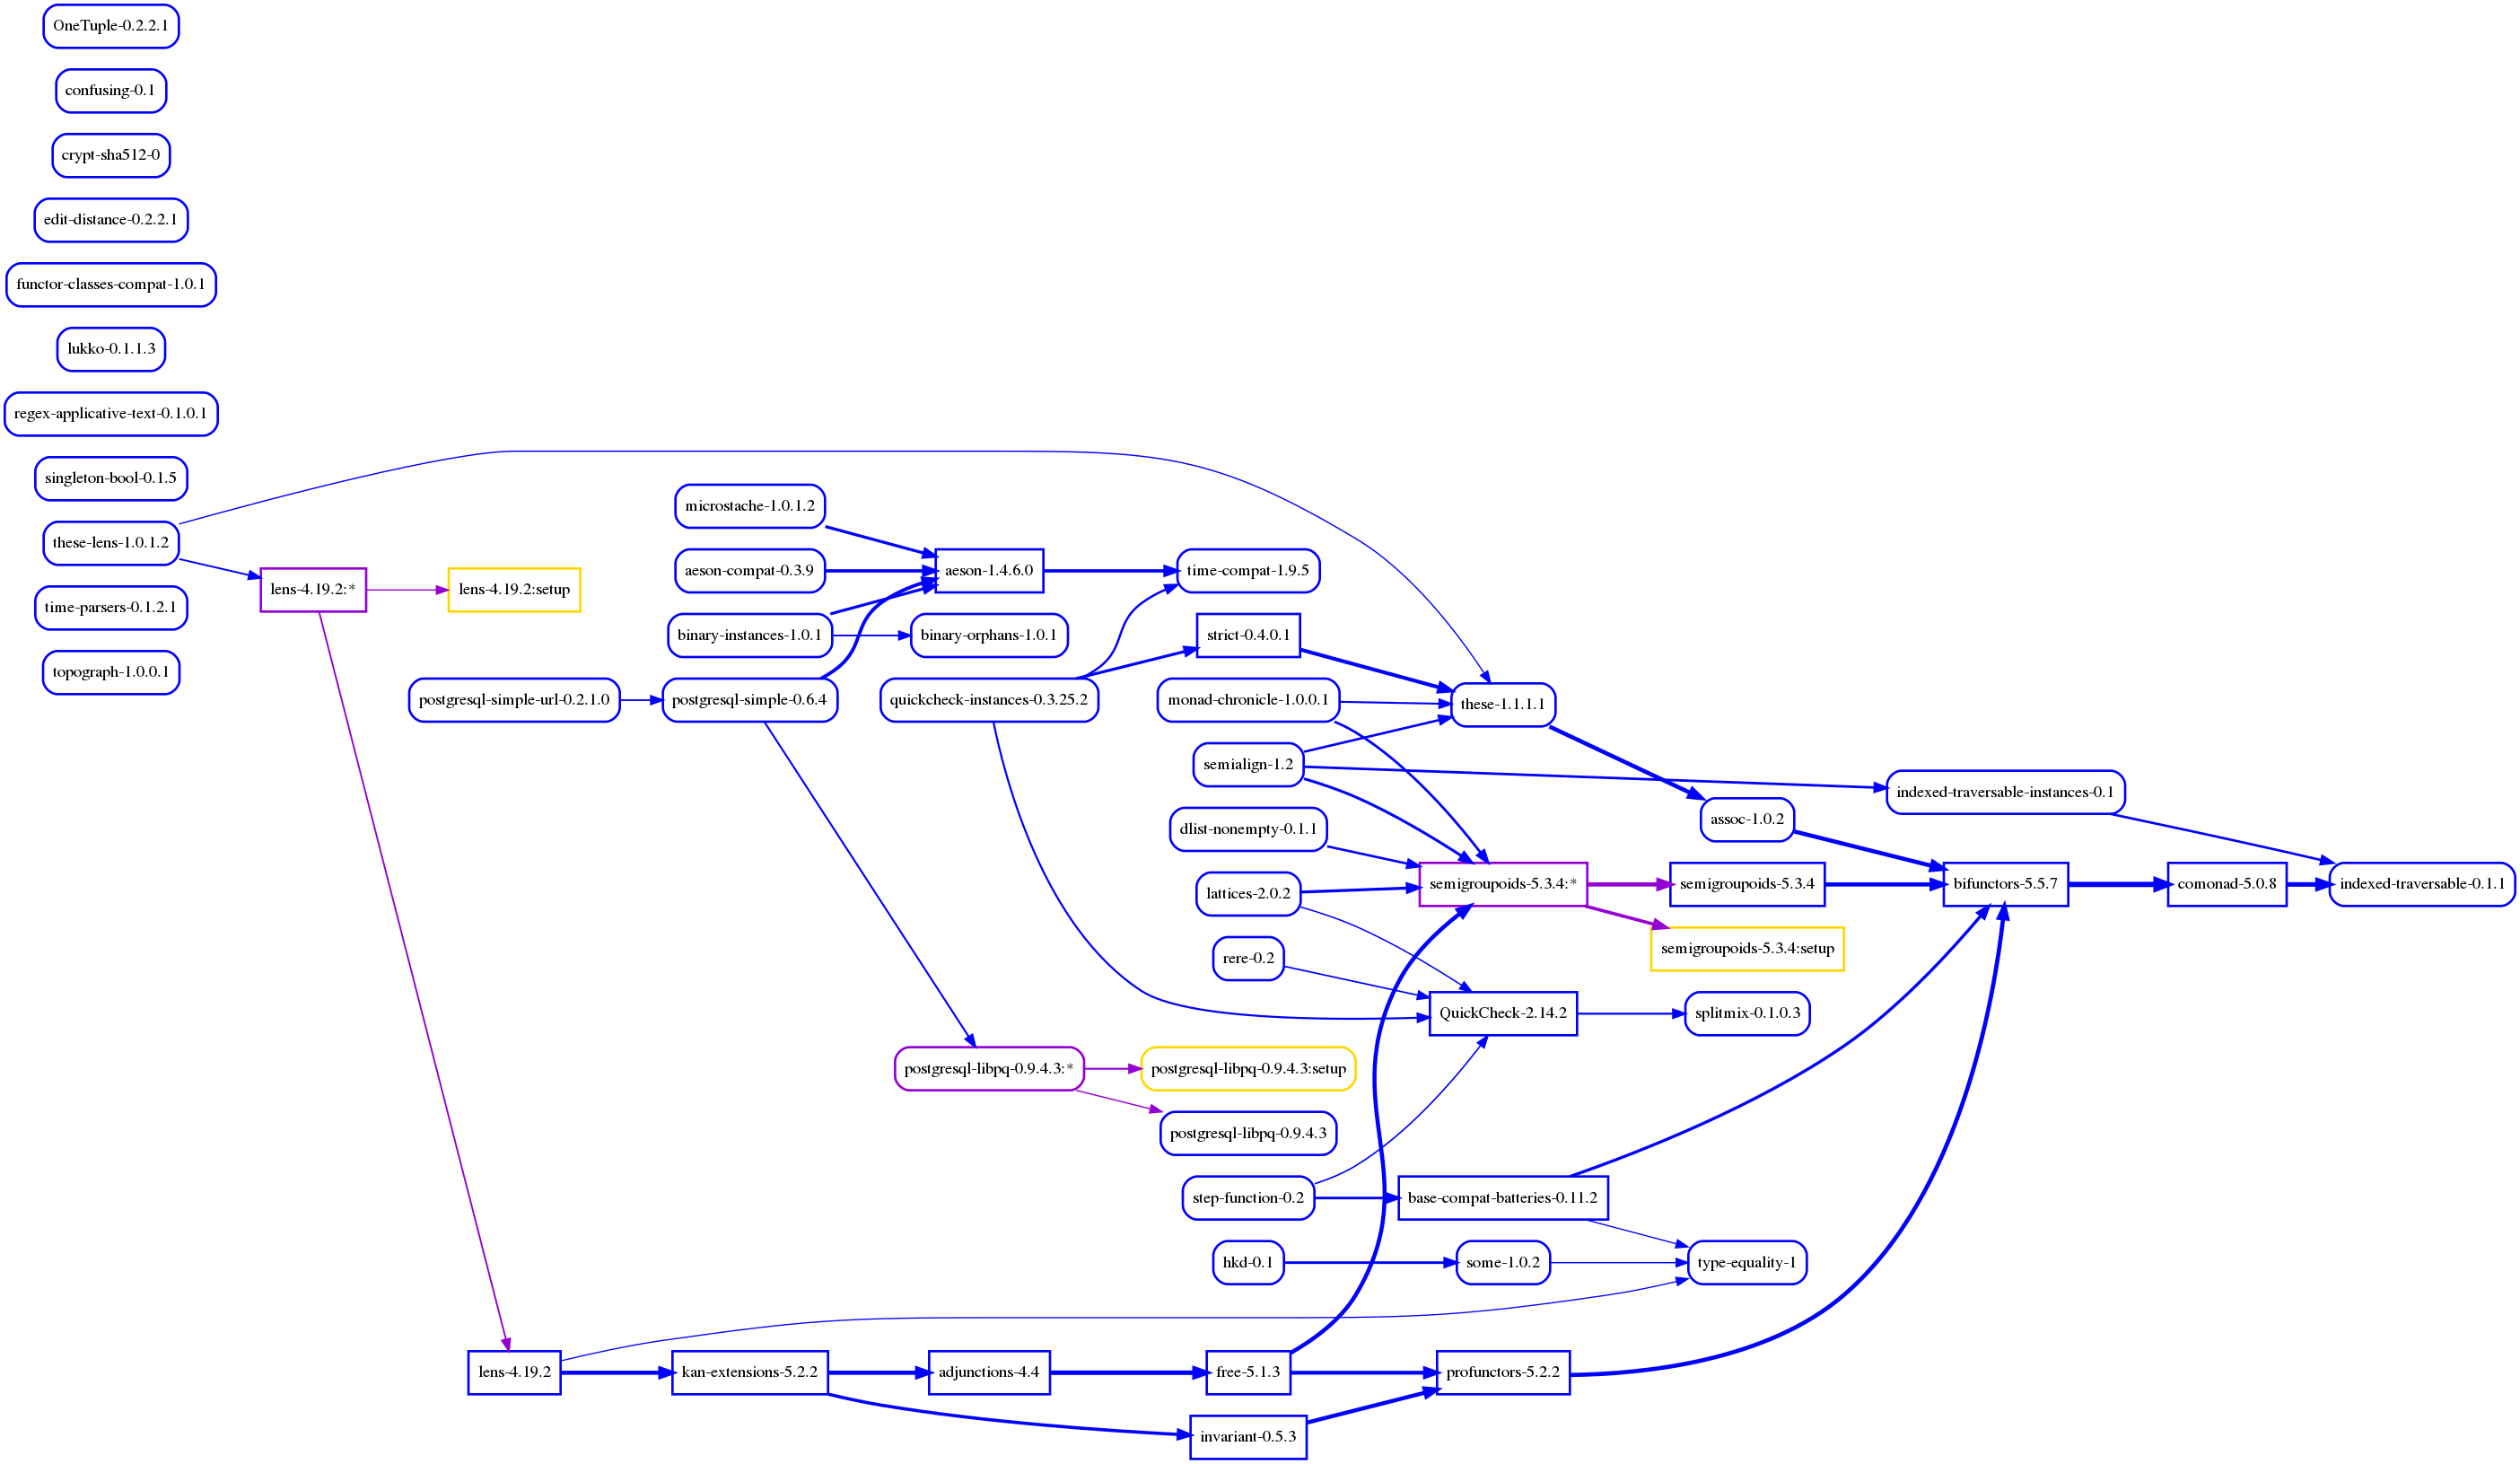 OneTuple-0.2.2.1
confusing-0.1
crypt-sha512-0
edit-distance-0.2.2.1
functor-classes-compat-1.0.1
lukko-0.1.1.3
regex-applicative-text-0.1.0.1
singleton-bool-0.1.5
these-lens-1.0.1.2
time-parsers-0.1.2.1
topograph-1.0.0.1
lens-4.19.2:*
lens-4.19.2:setup
postgresql-simple-url-0.2.1.0
lens-4.19.2
microstache-1.0.1.2
aeson-compat-0.3.9
binary-instances-1.0.1
postgresql-simple-0.6.4
kan-extensions-5.2.2
aeson-1.4.6.0
binary-orphans-1.0.1
quickcheck-instances-0.3.25.2
postgresql-libpq-0.9.4.3:*
adjunctions-4.4
time-compat-1.9.5
strict-0.4.0.1
monad-chronicle-1.0.0.1
semialign-1.2
dlist-nonempty-0.1.1
lattices-2.0.2
rere-0.2
postgresql-libpq-0.9.4.3:setup
postgresql-libpq-0.9.4.3
step-function-0.2
hkd-0.1
free-5.1.3
invariant-0.5.3
these-1.1.1.1
semigroupoids-5.3.4:*
QuickCheck-2.14.2
base-compat-batteries-0.11.2
some-1.0.2
profunctors-5.2.2
assoc-1.0.2
semigroupoids-5.3.4
semigroupoids-5.3.4:setup
splitmix-0.1.0.3
type-equality-1
indexed-traversable-instances-0.1
bifunctors-5.5.7
comonad-5.0.8
indexed-traversable-0.1.1